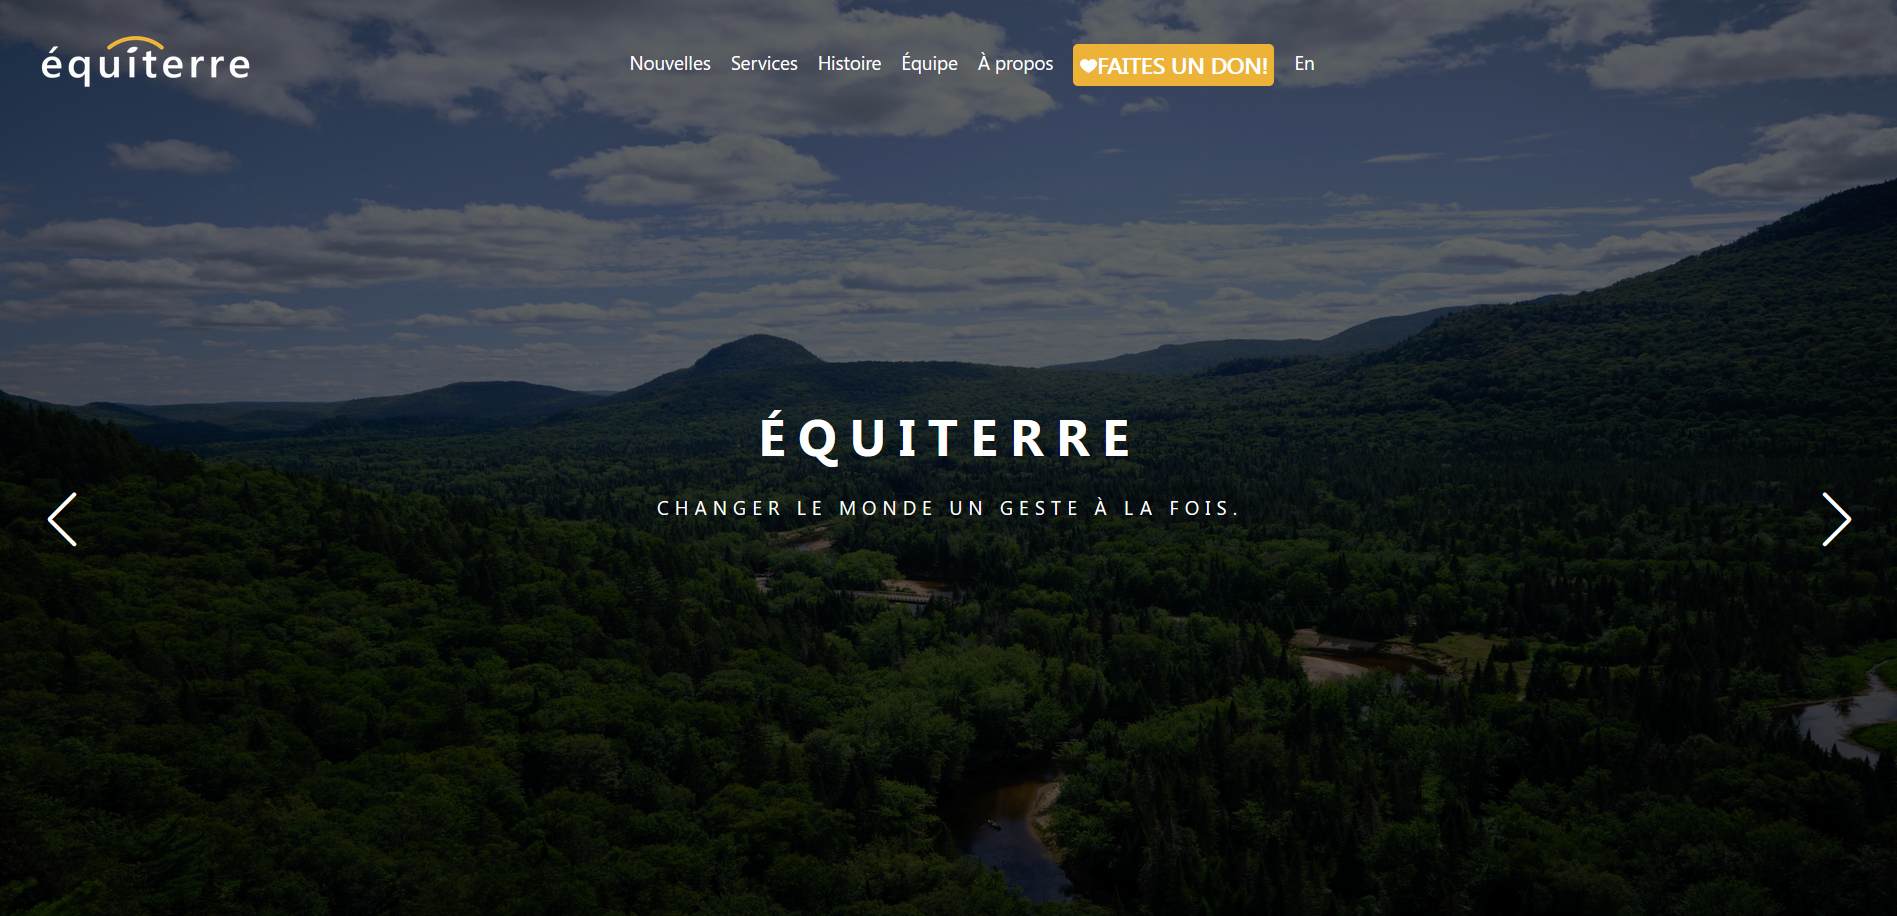 équiterre
Nouvelles Services Histoire Équipe À propos FAITES UN DON! En
ÉQUITERRE
CHANGER LE MONDE UN GESTE À LA FOIS.